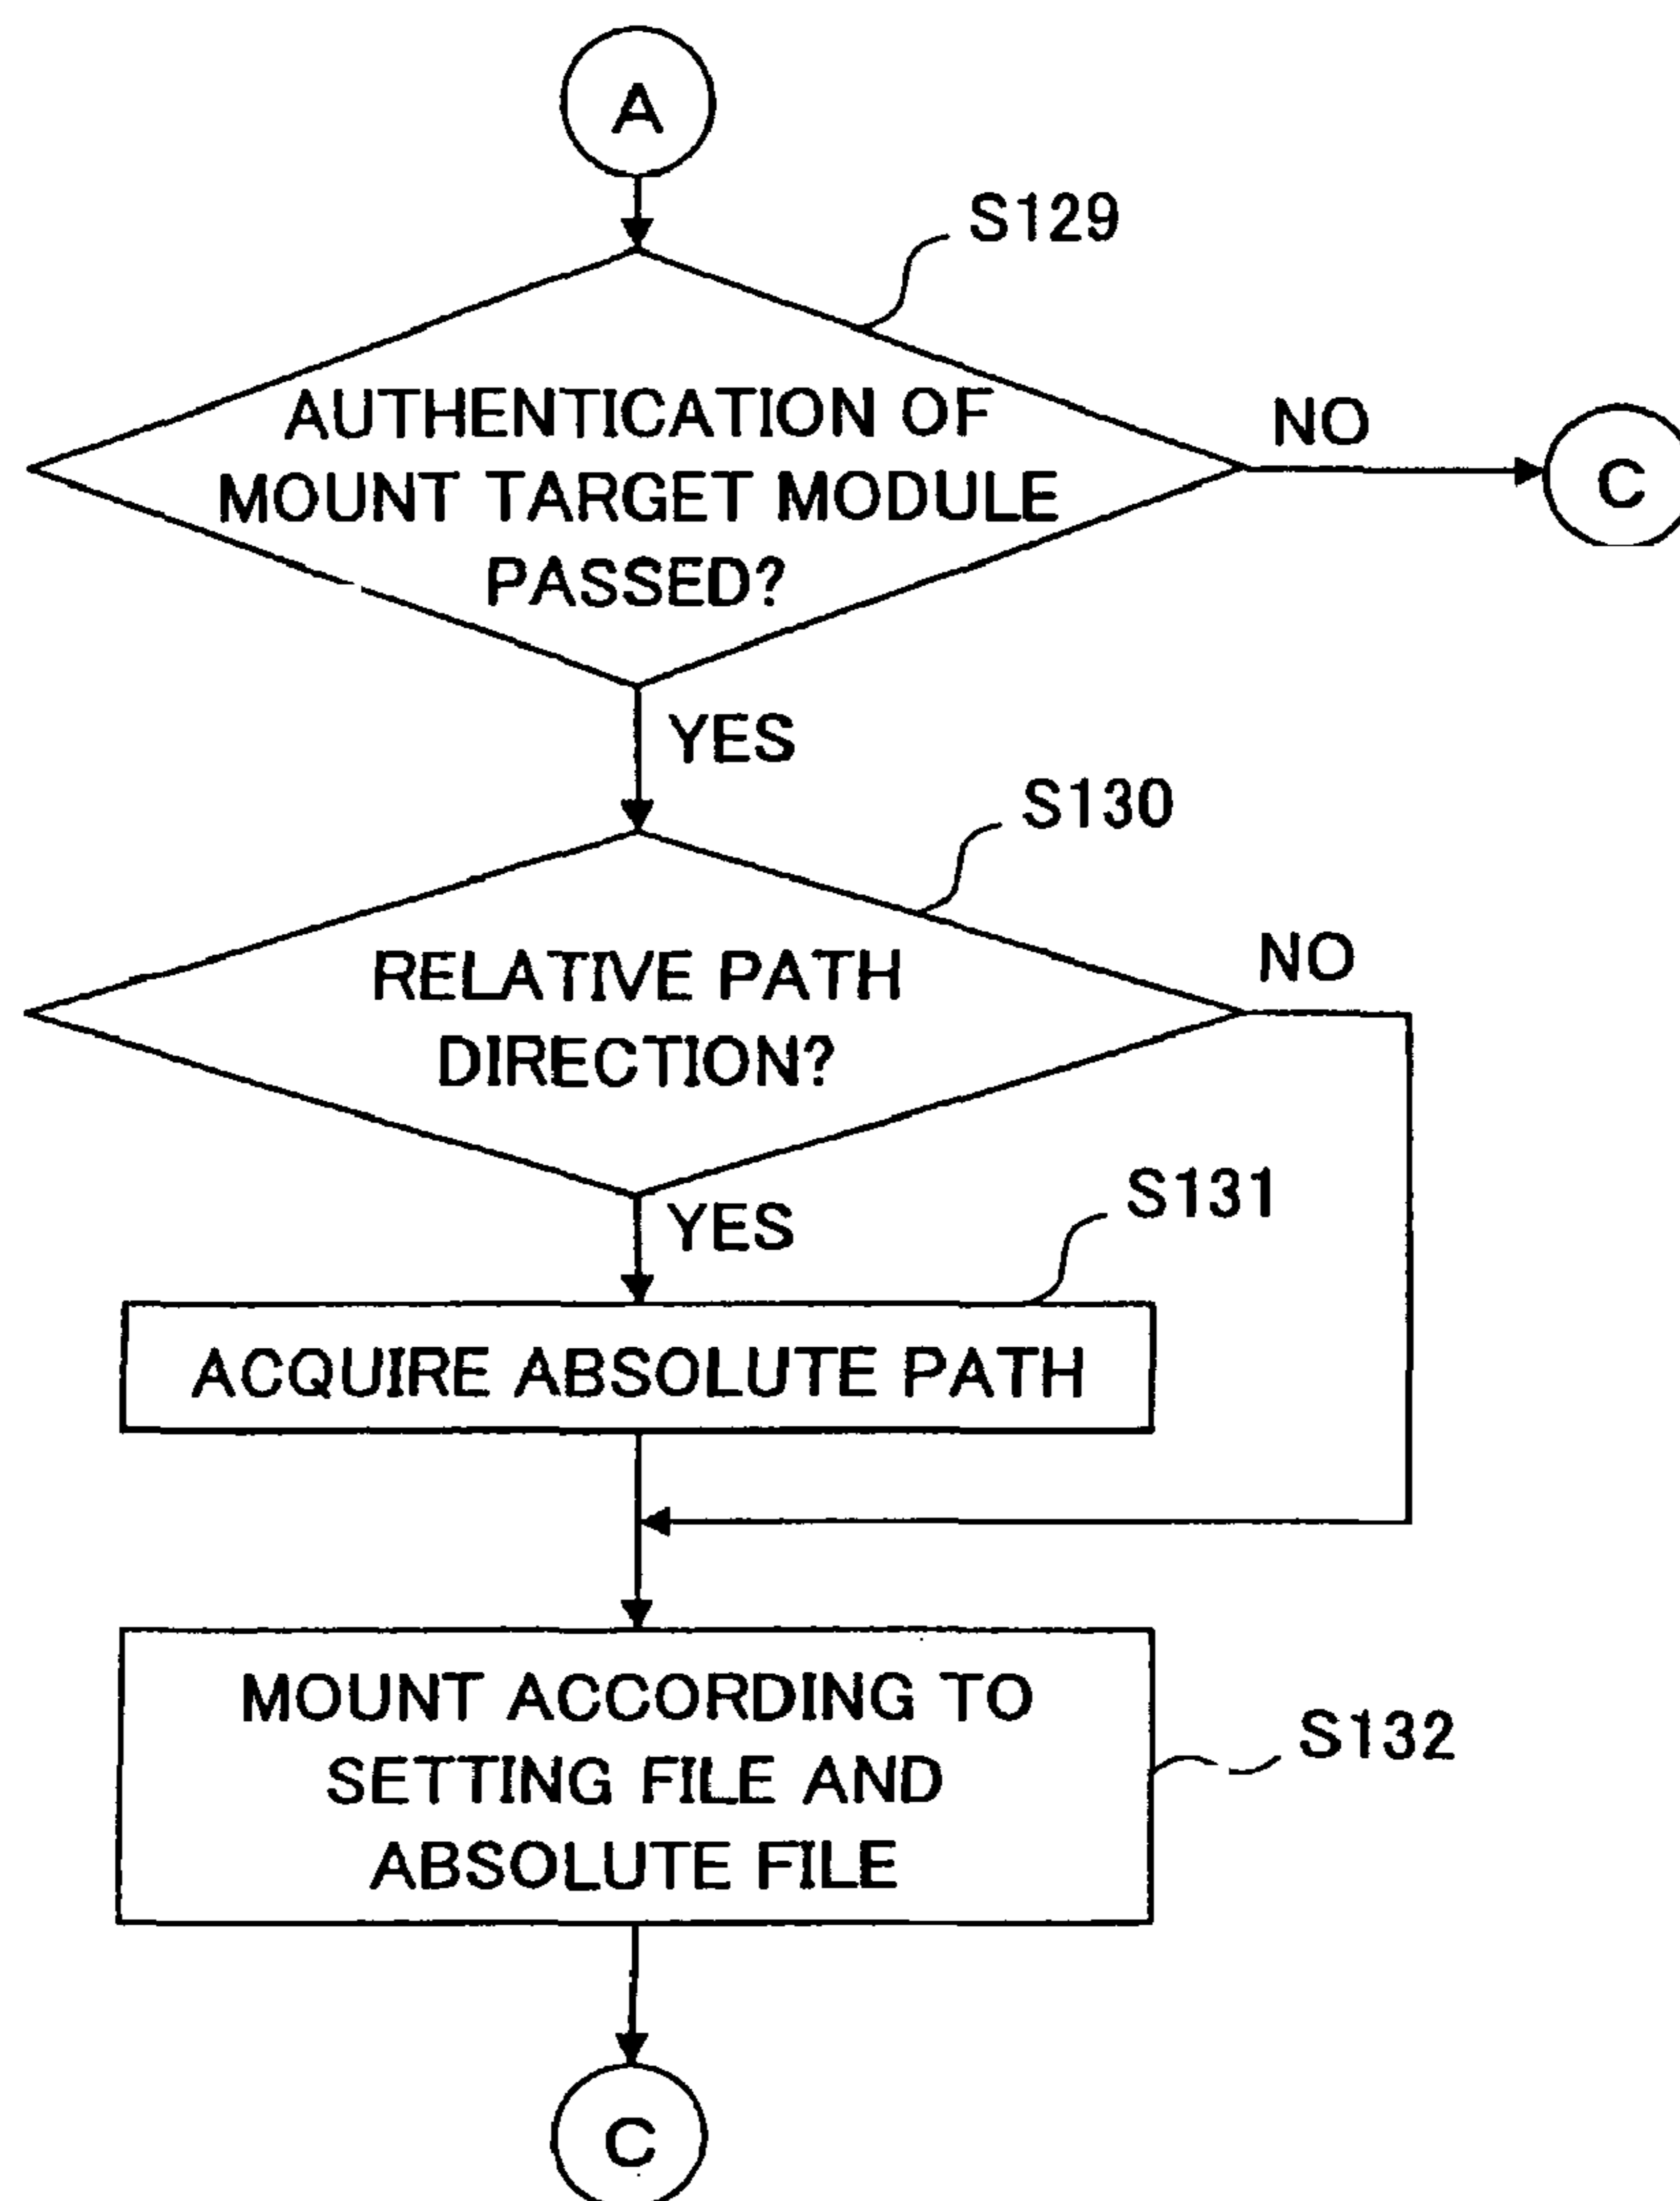 A
S129
AUTHENTICATION OF
MOUNT TARGET MODULE
PASSED?
NO
C
YES
S130
RELATIVE PATH
DIRECTION?
NO
YES
S131
ACQUIRE ABSOLUTE PATH
MOUNT ACCORDING TO
SETTING FILE AND
ABSOLUTE FILE
S132
C